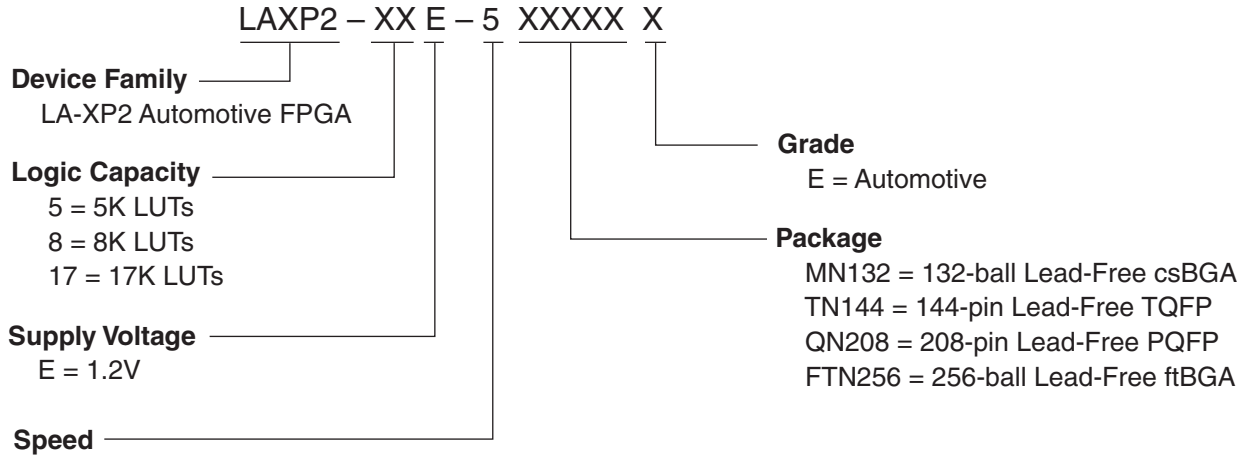 LAXP2 – XX E – 5 XXXXX X
Device Family
LA-XP2 Automotive FPGA
Logic Capacity
5 = 5K LUTs
8 = 8K LUTs
17 = 17K LUTs
Supply Voltage
E = 1.2V
Speed
Grade
E = Automotive
Package
MN132 = 132-ball Lead-Free csBGA
TN144 = 144-pin Lead-Free TQFP
QN208 = 208-pin Lead-Free PQFP
FTN256 = 256-ball Lead-Free ftBGA